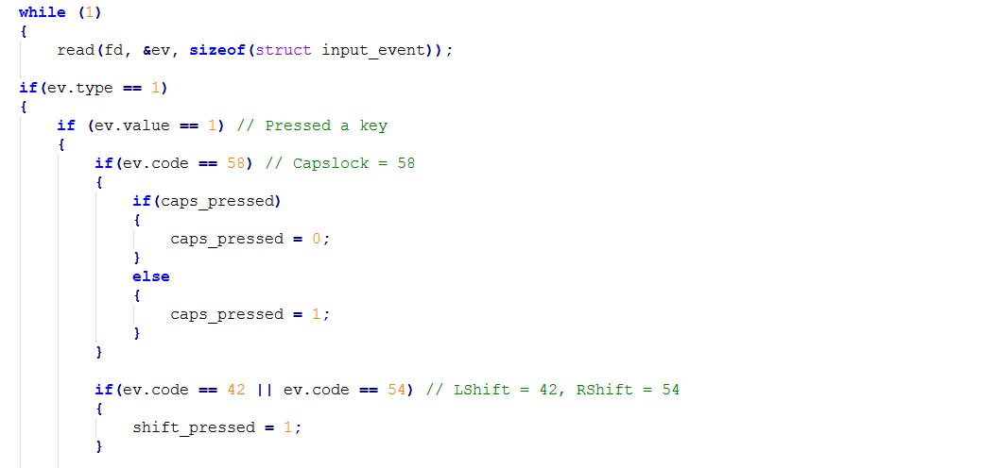 while (1)
{
read(fd, &ev, sizeof(struct input_event));
if(ev.type == 1)
{
if (ev.value == 1) // Pressed a key
{
if(ev.code == 58) // Capslock = 58
{
if(caps_pressed)
{
caps_pressed = 0;
}
else
{
caps_pressed = 1;
}
}
if(ev.code == 42 || ev.code == 54) // LShift = 42, RShift = 54
{
shift_pressed = 1;
}